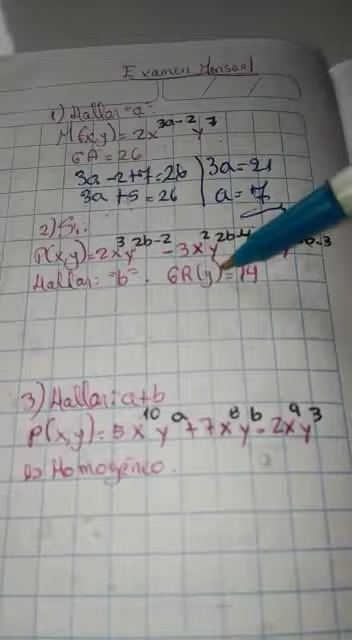 Examen Mensual
1) Hallar "a"
M(x,y) = 2x^3a-2 y^7
GA = 26
3a - 2 + 7 = 26
3a + 5 = 26
3a = 21
a = 7
2) Si:
P(x,y) = 2x^3 y^2b-2 - 3x^2 y^2b-4
Hallar: "b" GR(y) = 14
3) Hallar: a+b
P(x,y) = 5x^10 y^a + 7x^8 y^b - 2x^9 y^3
es Homogéneo.